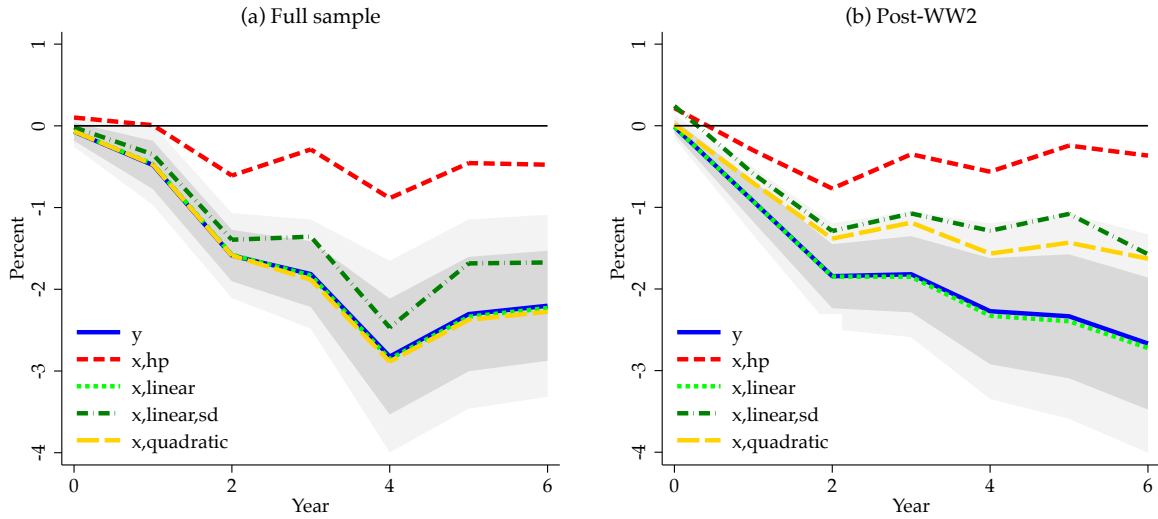 (a) Full sample
1
0
-1
-2
-3
-4
Percent
y
x,hp
x,linear
x,linear,sd
x,quadratic
0 2 4 6
Year
(b) Post-WW2
1
0
-1
-2
-3
-4
Percent
y
x,hp
x,linear
x,linear,sd
x,quadratic
0 2 4 6
Year